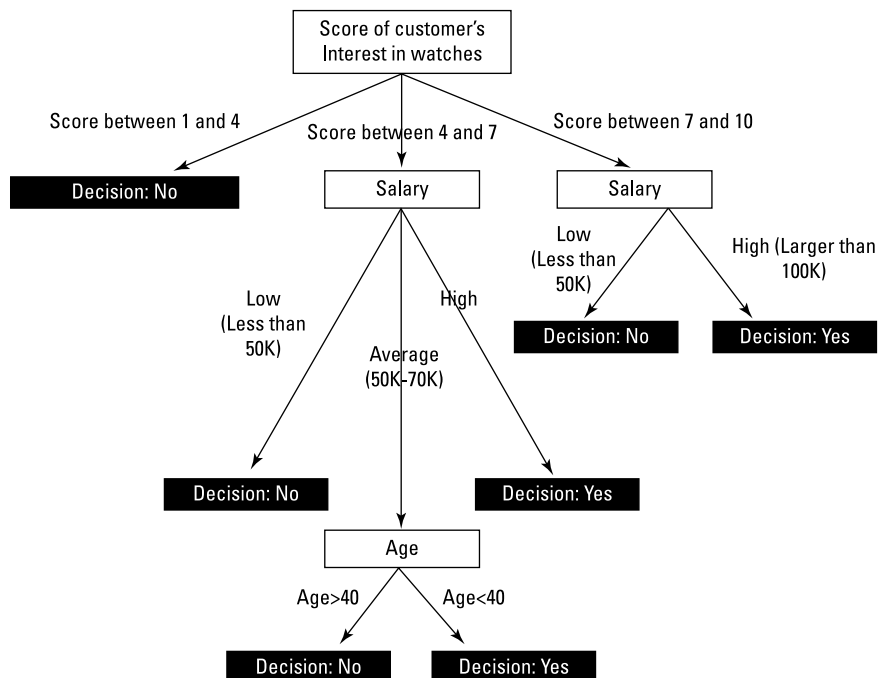 Score of customer's
Interest in watches
Score between 1 and 4
Score between 4 and 7
Score between 7 and 10
Decision: No
Salary
Salary
Low
(Less than
50K)
High (Larger than
100K)
Low
(Less than
50K)
High
Average
(50K-70K)
Decision: No
Decision: Yes
Decision: No
Decision: Yes
Age
Age>40
Age<40
Decision: No
Decision: Yes